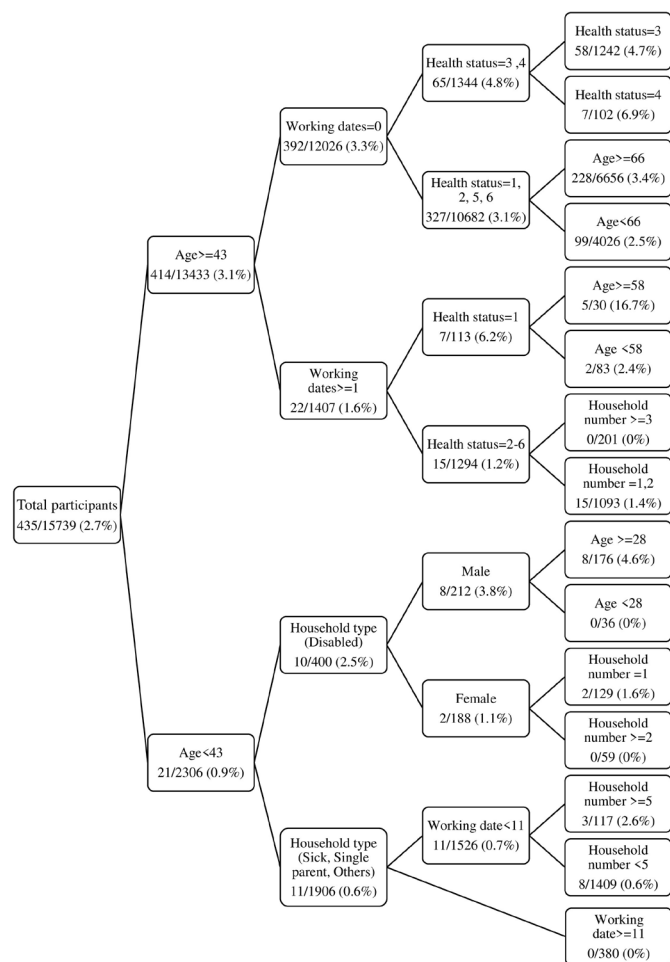 Total participants
435/15739 (2.7%)
Age>=43
414/13433 (3.1%)
Age<43
21/2306 (0.9%)
Working dates=0
392/12026 (3.3%)
Working
dates>=1
22/1407 (1.6%)
Household type
(Disabled)
10/400 (2.5%)
Household type
(Sick, Single
parent, Others)
11/1906 (0.6%)
Health status=3 ,4
65/1344 (4.8%)
Health status=1,
2, 5, 6
327/10682 (3.1%)
Health status=1
7/113 (6.2%)
Health status=2-6
15/1294 (1.2%)
Male
8/212 (3.8%)
Female
2/188 (1.1%)
Working date<11
11/1526 (0.7%)
Health status=3
58/1242 (4.7%)
Health status=4
7/102 (6.9%)
Age>=66
228/6656 (3.4%)
Age<66
99/4026 (2.5%)
Age>=58
5/30 (16.7%)
Age <58
2/83 (2.4%)
Household
number >=3
0/201 (0%)
Household
number =1,2
15/1093 (1.4%)
Age >=28
8/176 (4.6%)
Age <28
0/36 (0%)
Household
number =1
2/129 (1.6%)
Household
number >=2
0/59 (0%)
Household
number>=5
3/117 (2.6%)
Household
number <5
8/1409 (0.6%)
Working
date>=11
0/380 (0%)